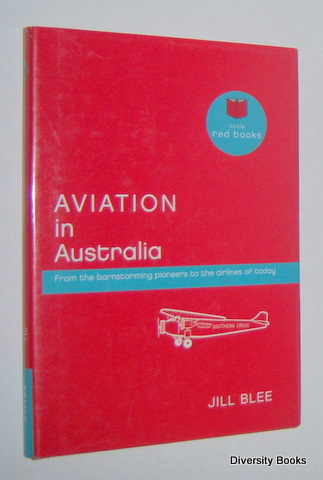 little
red books
AVIATION
in
Australia
From the barnstorming pioneers to the airlines of today
SOUTHERN CROSS
JILL BLEE
Diversity Books